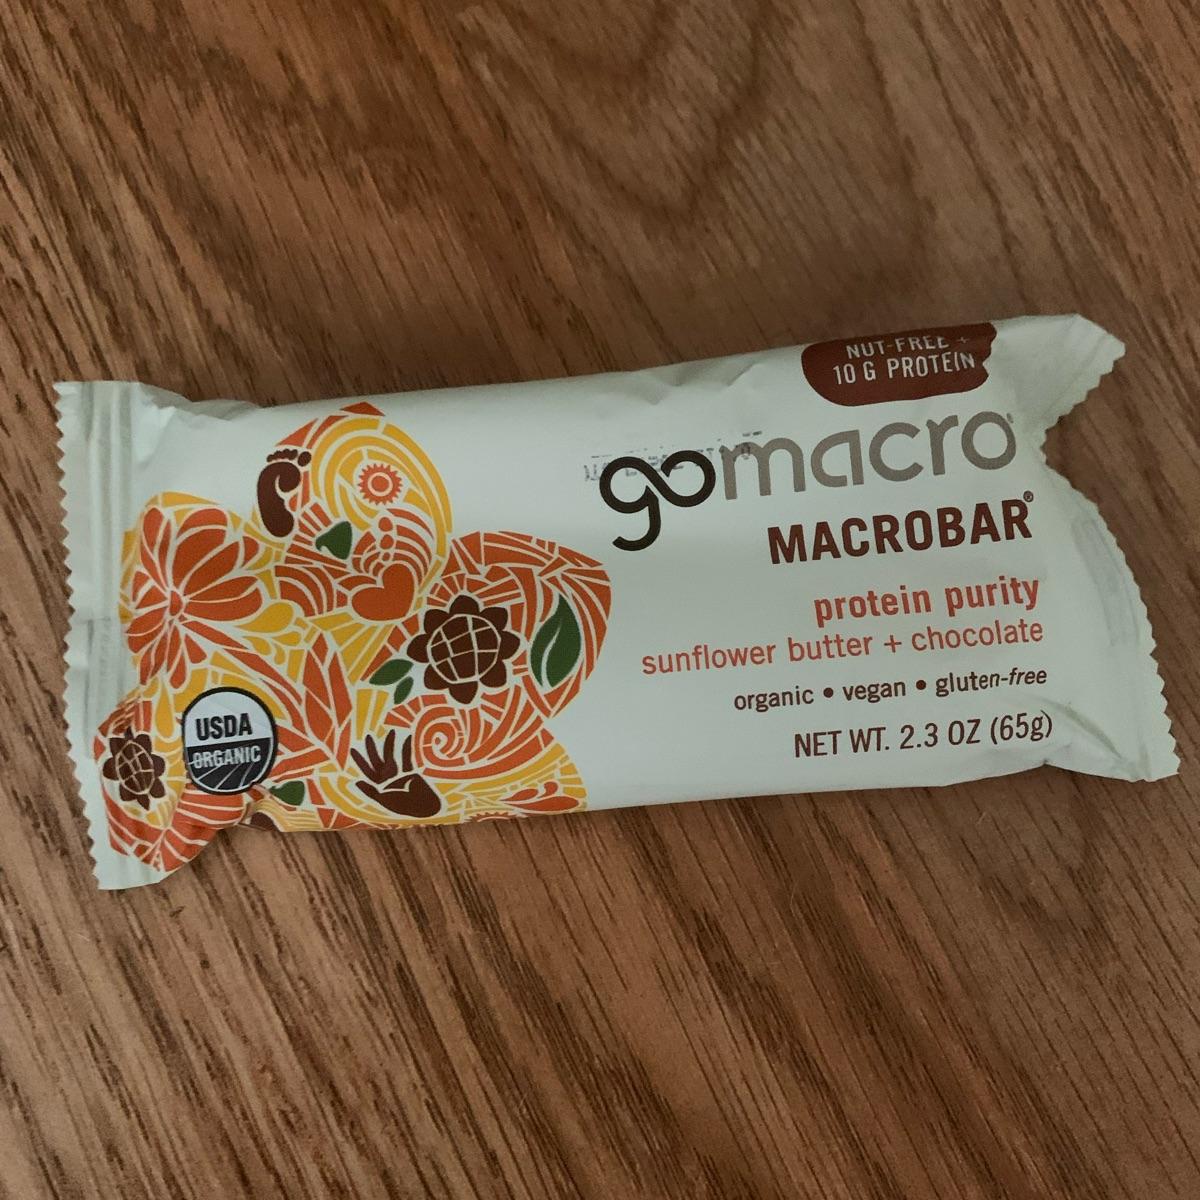 NUT-FREE +
10 G PROTEIN
gomacro®
MACROBAR®
protein purity
sunflower butter + chocolate
organic • vegan • gluten-free
NET WT. 2.3 OZ (65g)
USDA
ORGANIC